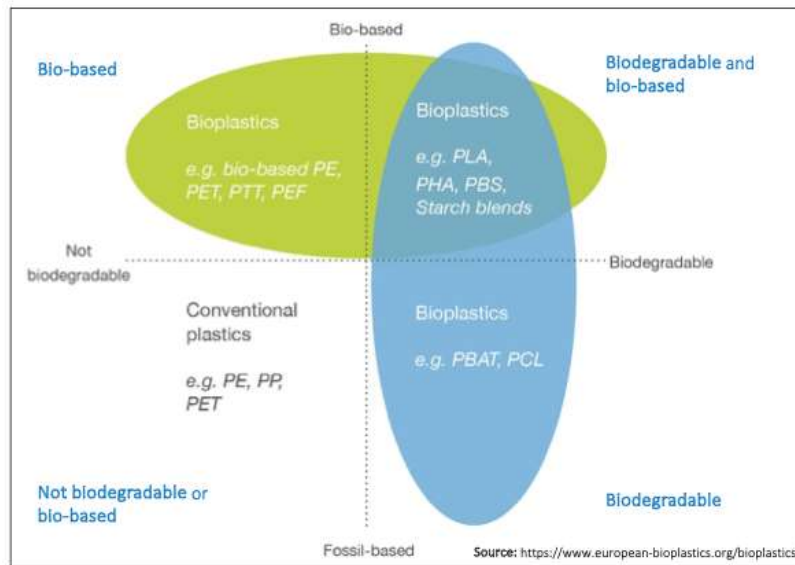 Bio-based
Bio-based
Biodegradable and
bio-based
Bioplastics
e.g. bio-based PE,
PET, PTT, PEF
Bioplastics
e.g. PLA,
PHA, PBS,
Starch blends
Not
biodegradable
Biodegradable
Conventional
plastics
e.g. PE, PP,
PET
Bioplastics
e.g. PBAT, PCL
Not biodegradable or
bio-based
Biodegradable
Fossil-based
Source: https://www.european-bioplastics.org/bioplastics